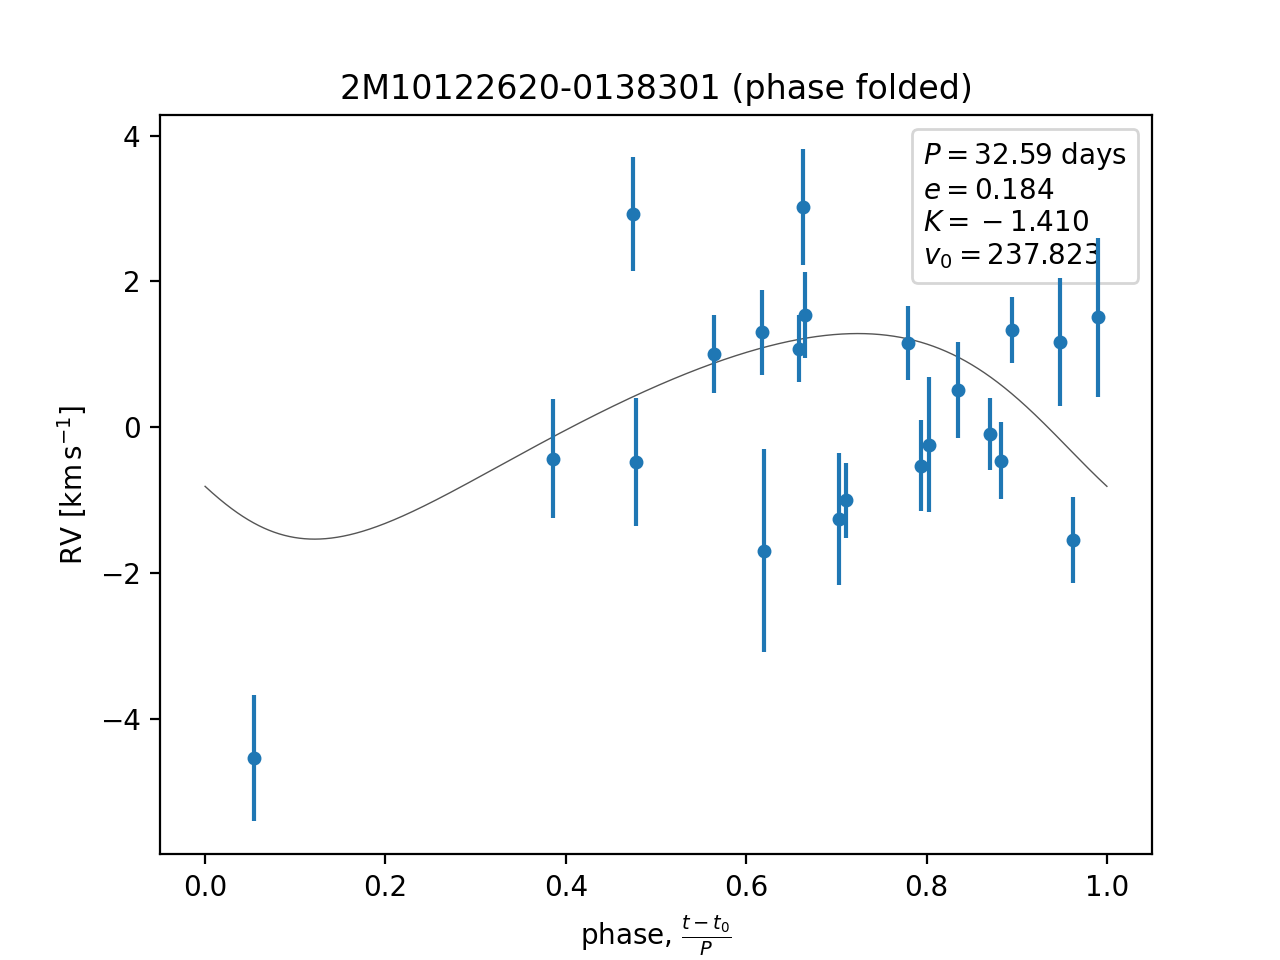 2M10122620-0138301 (phase folded)
P = 32.59 days
e = 0.184
K = −1.410
v₀ = 237.823
RV [km s⁻¹]
4
2
0
−2
−4
0.0 0.2 0.4 0.6 0.8 1.0
phase, (t − t₀)/P